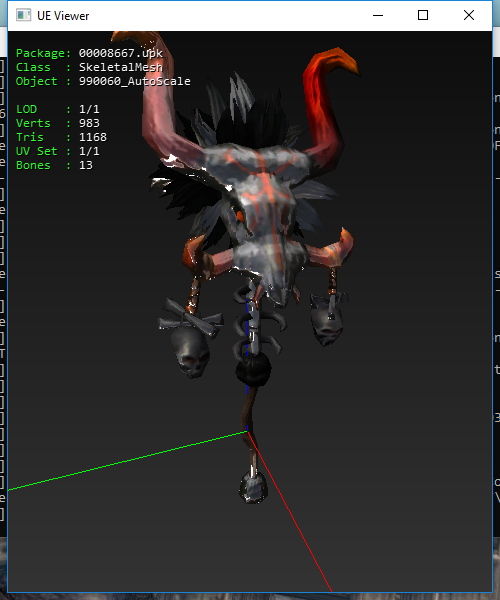 UE Viewer
Package: 00008667.upk
Class  : SkeletalMesh
Object : 990060_AutoScale
LOD    : 1/1
Verts  : 983
Tris   : 1168
UV Set : 1/1
Bones  : 13